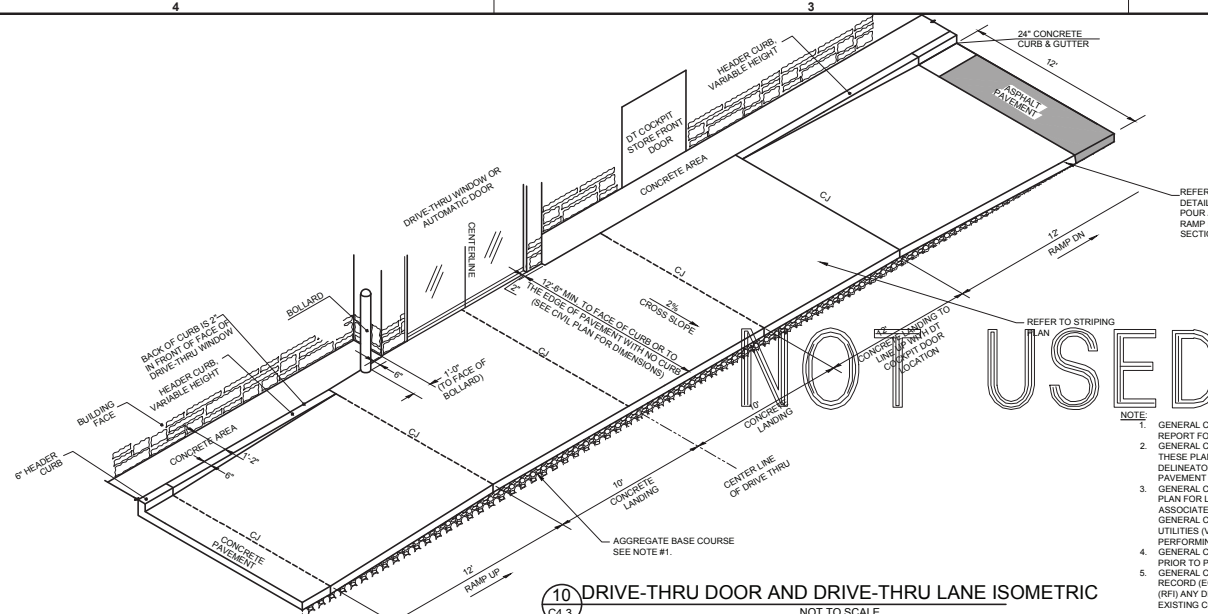 4
3
24" CONCRETE
CURB & GUTTER
12'
HEADER CURB,
VARIABLE HEIGHT
ASPHALT
PAVEMENT
DT COCKPIT
STORE FRONT
DOOR
CONCRETE AREA
CJ
DRIVE-THRU WINDOW OR
AUTOMATIC DOOR
CENTERLINE
REFER
DETAIL
POUR
RAMP
SECTIO
12'
RAMP DN
2"
12'-6" MIN. TO FACE OF CURB OR TO
THE EDGE OF PAVEMENT WITH NO CURB
(SEE CIVIL PLAN FOR DIMENSIONS)
CJ
2%
CROSS SLOPE
REFER TO STRIPING
PLAN
BOLLARD
BACK OF CURB IS 2"
IN FRONT OF FACE OF
DRIVE-THRU WINDOW
HEADER CURB,
VARIABLE HEIGHT
BUILDING
FACE
6"
1'-0"
(TO FACE OF
BOLLARD)
CJ
CONCRETE LANDING TO
LINE UP WITH DT
COCKPIT DOOR
LOCATION
NOT USED
10'
CONCRETE
LANDING
CENTER LINE
OF DRIVE THRU
10'
CONCRETE
LANDING
6" HEADER
CURB
CONCRETE AREA
1'-2"
6"
CJ
CJ
CONCRETE
PAVEMENT
AGGREGATE BASE COURSE
SEE NOTE #1.
12'
RAMP UP
NOTE:
1. GENERAL C
REPORT FO
2. GENERAL C
THESE PLAN
DELINEATO
PAVEMENT
3. GENERAL C
PLAN FOR L
ASSOCIATE
GENERAL C
UTILITIES (V
PERFORMIN
4. GENERAL C
PRIOR TO P
5. GENERAL C
RECORD (E
(RFI) ANY D
EXISTING C
10
C4.3
DRIVE-THRU DOOR AND DRIVE-THRU LANE ISOMETRIC
NOT TO SCALE